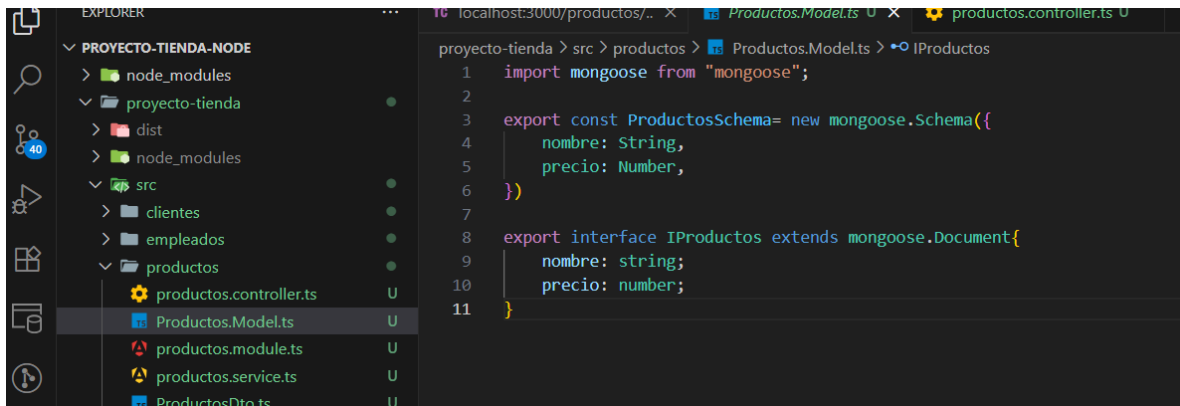 EXPLORER ...
PROYECTO-TIENDA-NODE
node_modules
proyecto-tienda
dist
node_modules
src
clientes
empleados
productos
productos.controller.ts U
Productos.Model.ts U
productos.module.ts U
productos.service.ts U
ProductosDto.ts U
40
TC localhost:3000/productos/.. × TS Productos.Model.ts U × productos.controller.ts U
proyecto-tienda > src > productos > TS Productos.Model.ts > IProductos
1 import mongoose from "mongoose";
2
3 export const ProductosSchema= new mongoose.Schema({
4     nombre: String,
5     precio: Number,
6 })
7
8 export interface IProductos extends mongoose.Document{
9     nombre: string;
10     precio: number;
11 }